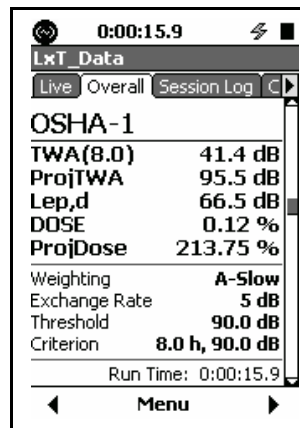 0:00:15.9
LxT_Data
Live Overall Session Log C
OSHA-1
TWA(8.0) 41.4 dB
ProjTWA 95.5 dB
Lep,d 66.5 dB
DOSE 0.12 %
ProjDose 213.75 %
Weighting A-Slow
Exchange Rate 5 dB
Threshold 90.0 dB
Criterion 8.0 h, 90.0 dB
Run Time: 0:00:15.9
Menu